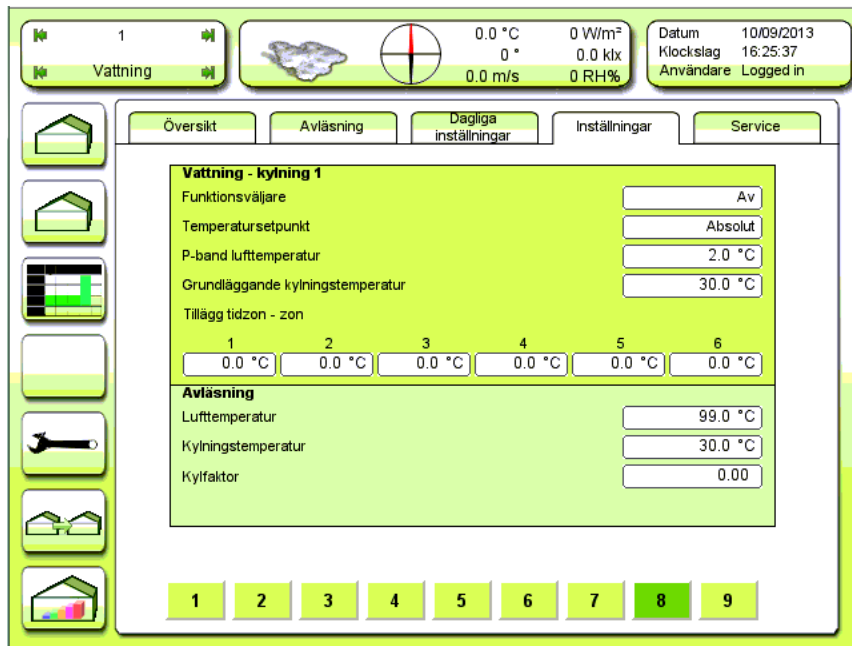 1
Vattning
0.0 °C
0 °
0.0 m/s
0 W/m²
0.0 klx
0 RH%
Datum 10/09/2013
Klockslag 16:25:37
Användare Logged in
Översikt
Avläsning
Dagliga
inställningar
Inställningar
Service
Vattning - kylning 1
Funktionsväljare Av
Temperatursetpunkt Absolut
P-band lufttemperatur 2.0 °C
Grundläggande kylningstemperatur 30.0 °C
Tillägg tidzon - zon
1 2 3 4 5 6
0.0 °C 0.0 °C 0.0 °C 0.0 °C 0.0 °C 0.0 °C
Avläsning
Lufttemperatur 99.0 °C
Kylningstemperatur 30.0 °C
Kylfaktor 0.00
1 2 3 4 5 6 7 8 9